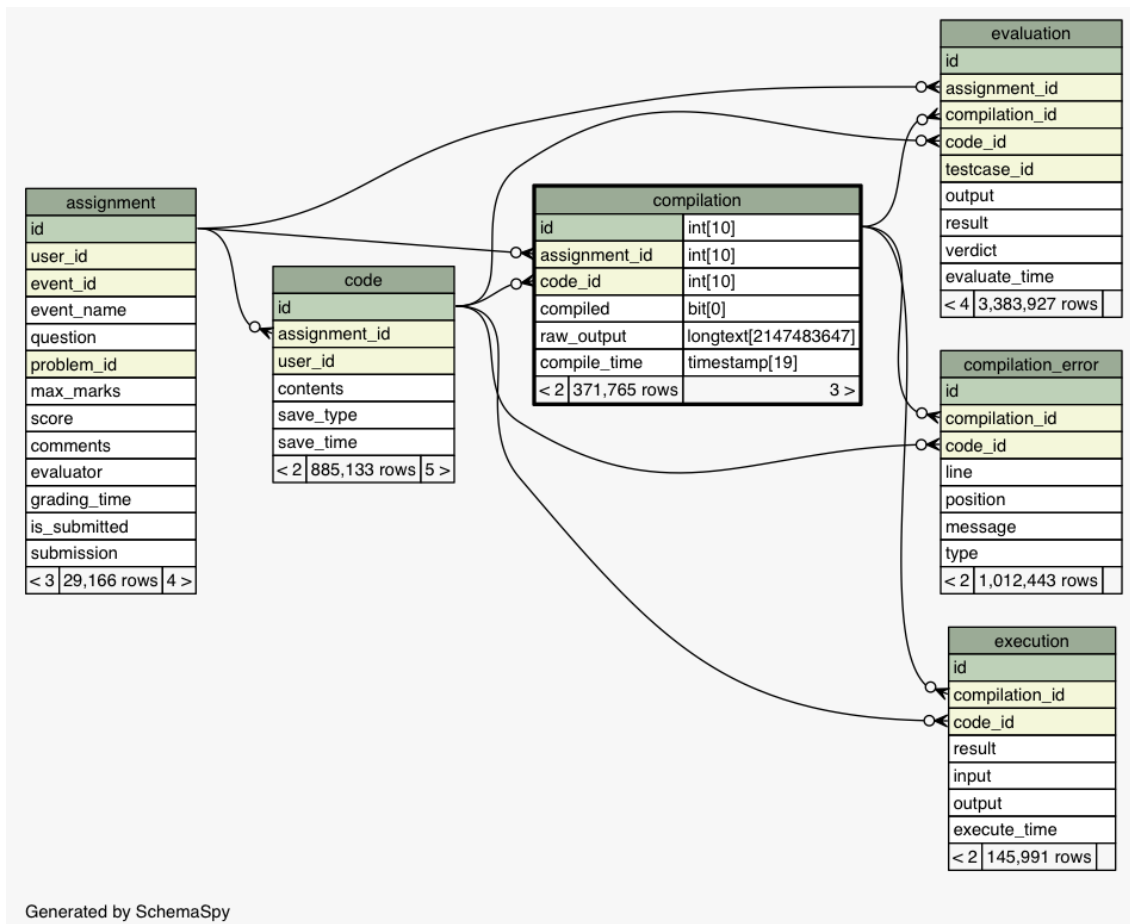 assignment
id
user_id
event_id
event_name
question
problem_id
max_marks
score
comments
evaluator
grading_time
is_submitted
submission
< 3 29,166 rows 4 >
code
id
assignment_id
user_id
contents
save_type
save_time
< 2 885,133 rows 5 >
compilation
id int[10]
assignment_id int[10]
code_id int[10]
compiled bit[0]
raw_output longtext[2147483647]
compile_time timestamp[19]
< 2 371,765 rows 3 >
evaluation
id
assignment_id
compilation_id
code_id
testcase_id
output
result
verdict
evaluate_time
< 4 3,383,927 rows
compilation_error
id
compilation_id
code_id
line
position
message
type
< 2 1,012,443 rows
execution
id
compilation_id
code_id
result
input
output
execute_time
< 2 145,991 rows
Generated by SchemaSpy